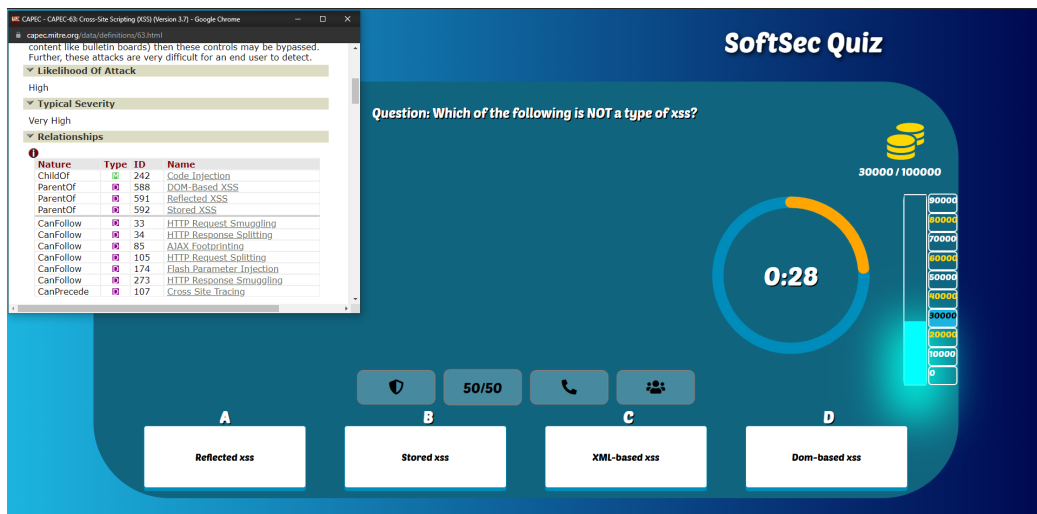 CAPEC - CAPEC-63: Cross-Site Scripting (XSS) (Version 3.7) - Google Chrome
capec.mitre.org/data/definitions/63.html
content like bulletin boards) then these controls may be bypassed.
Further, these attacks are very difficult for an end user to detect.
Likelihood Of Attack
High
Typical Severity
Very High
Relationships
Nature Type ID Name
ChildOf M 242 Code Injection
ParentOf D 588 DOM-Based XSS
ParentOf D 591 Reflected XSS
ParentOf D 592 Stored XSS
CanFollow D 33 HTTP Request Smuggling
CanFollow D 34 HTTP Response Splitting
CanFollow D 85 AJAX Footprinting
CanFollow D 105 HTTP Request Splitting
CanFollow D 174 Flash Parameter Injection
CanFollow D 273 HTTP Response Smuggling
CanPrecede D 107 Cross Site Tracing
SoftSec Quiz
Question: Which of the following is NOT a type of xss?
30000 / 100000
90000
80000
70000
60000
50000
40000
30000
20000
10000
0
0:28
50/50
A
B
C
D
Reflected xss
Stored xss
XML-based xss
Dom-based xss